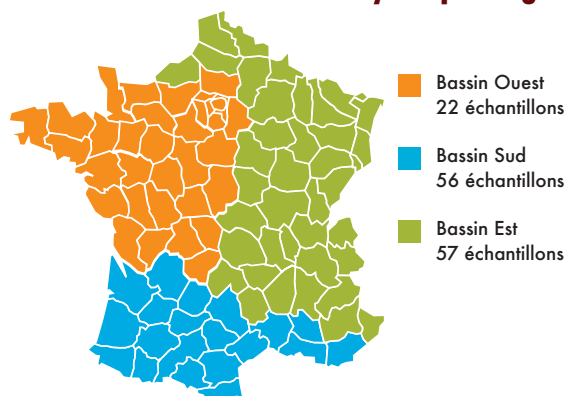 Bassin Ouest
22 échantillons
Bassin Sud
56 échantillons
Bassin Est
57 échantillons